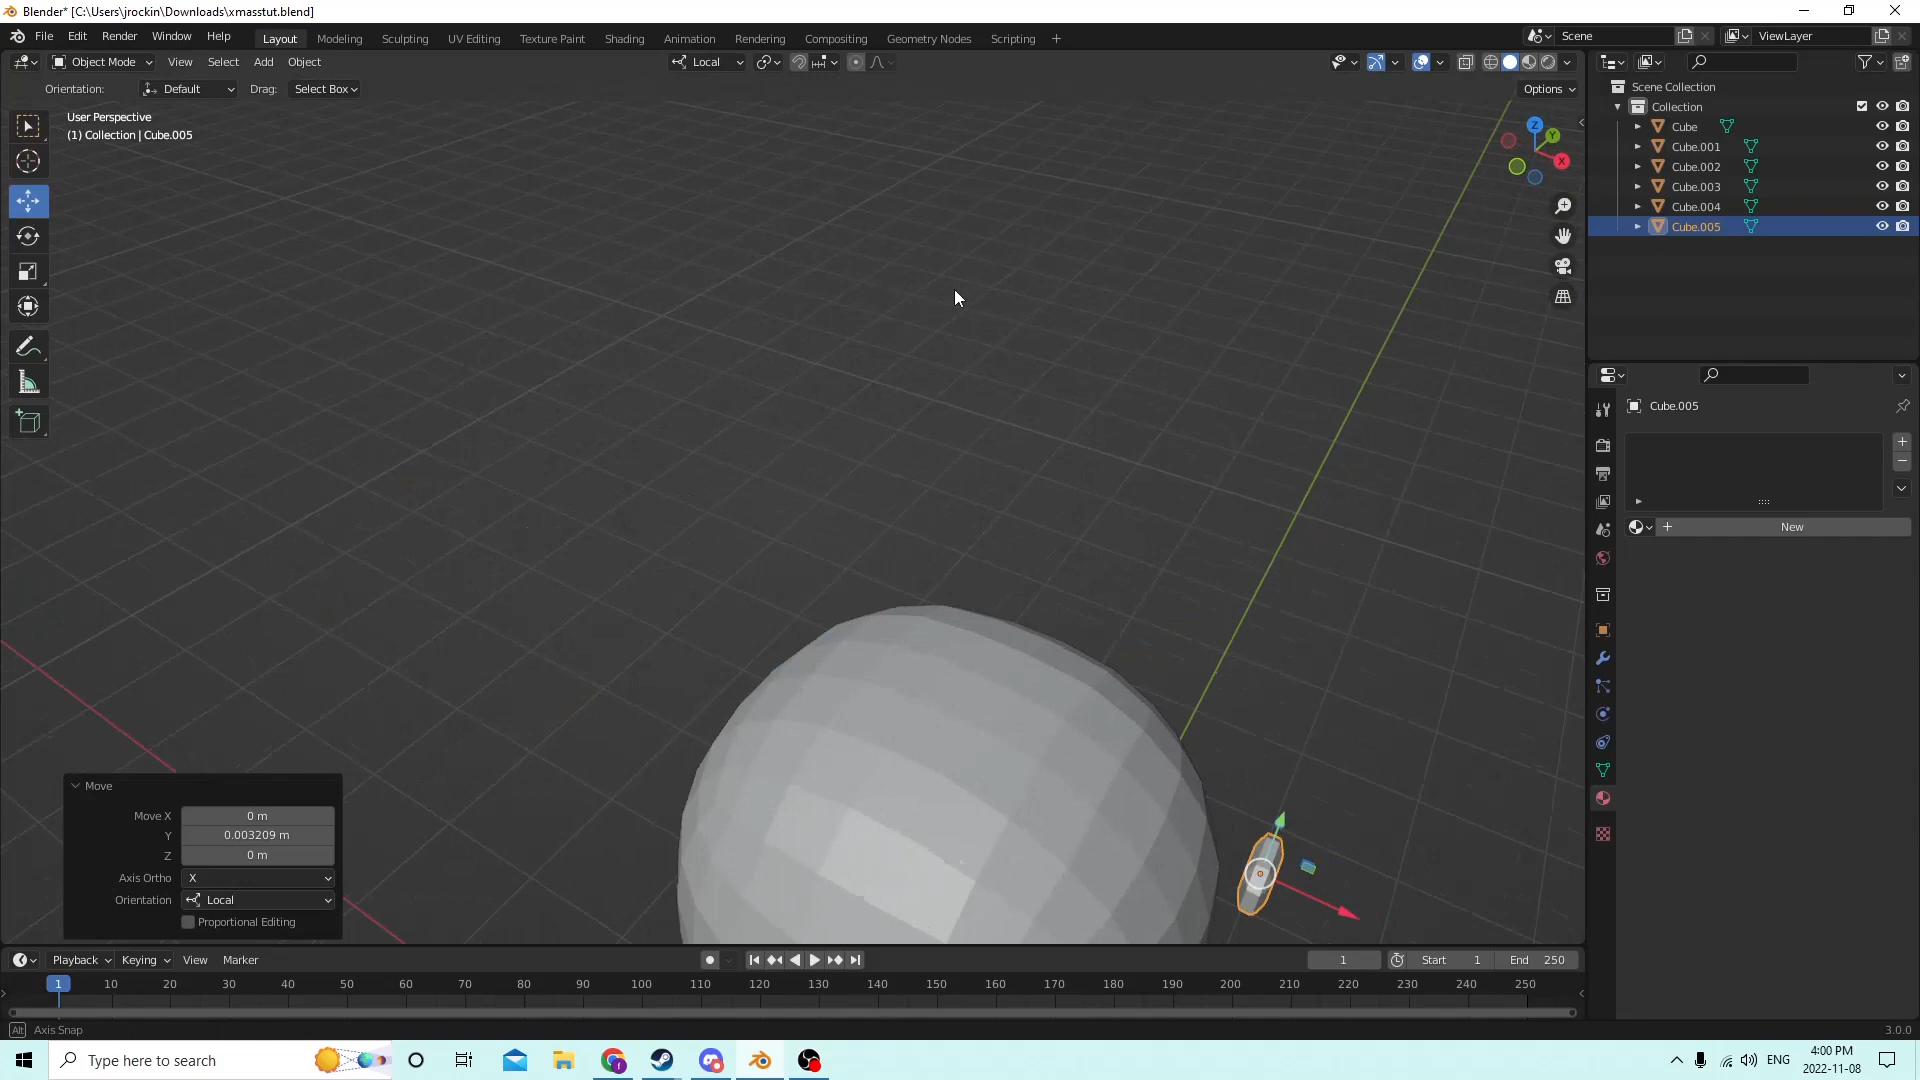 Blender* [C:\Users\jrockin\Downloads\xmasstut.blend]
File Edit Render Window Help Layout Modeling Sculpting UV Editing Texture Paint Shading Animation Rendering Compositing Geometry Nodes Scripting + Scene ViewLayer
Object Mode View Select Add Object Local
Orientation: Default Drag: Select Box Options
User Perspective
(1) Collection | Cube.005
Z
Y
X
Scene Collection
Collection
Cube
Cube.001
Cube.002
Cube.003
Cube.004
Cube.005
Cube.005
+ New
Move
Move X 0 m
Y 0.003209 m
Z 0 m
Axis Ortho X
Orientation Local
Proportional Editing
Playback Keying View Marker 1 Start 1 End 250
1 10 20 30 40 50 60 70 80 90 100 110 120 130 140 150 160 170 180 190 200 210 220 230 240 250
Alt Axis Snap 3.0.0
Type here to search
ENG
4:00 PM
2022-11-08